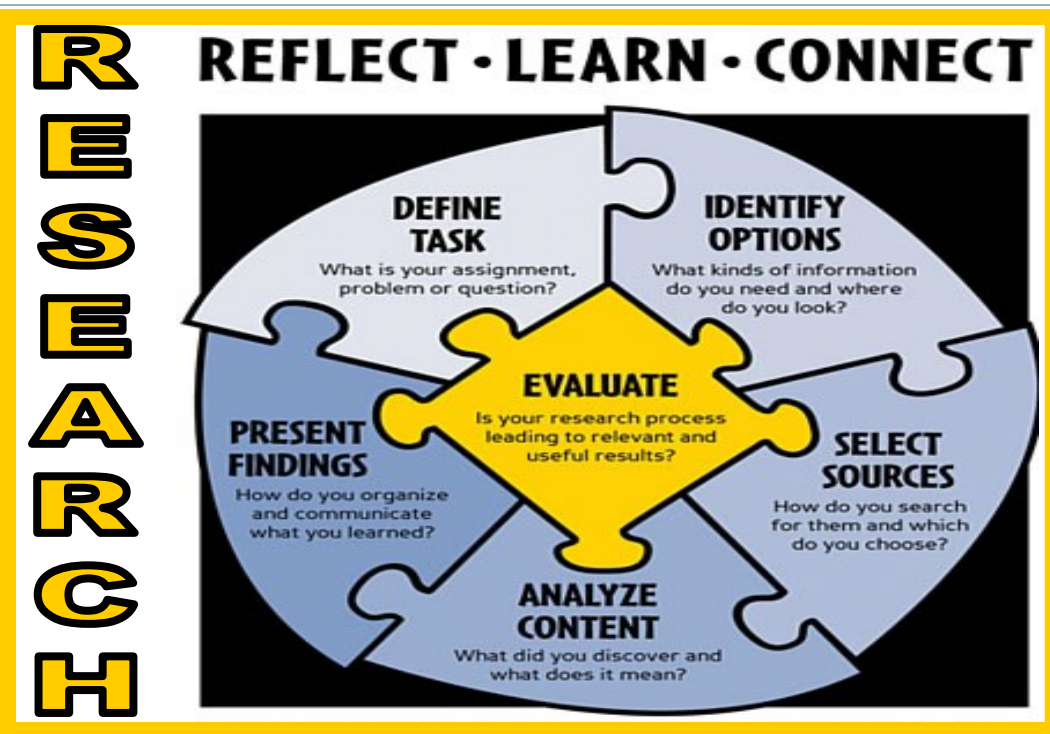 RESEARCH
REFLECT · LEARN · CONNECT
DEFINE
TASK
What is your assignment,
problem or question?
IDENTIFY
OPTIONS
What kinds of information
do you need and where
do you look?
EVALUATE
Is your research process
leading to relevant and
useful results?
SELECT
SOURCES
How do you search
for them and which
do you choose?
ANALYZE
CONTENT
What did you discover and
what does it mean?
PRESENT
FINDINGS
How do you organize
and communicate
what you learned?